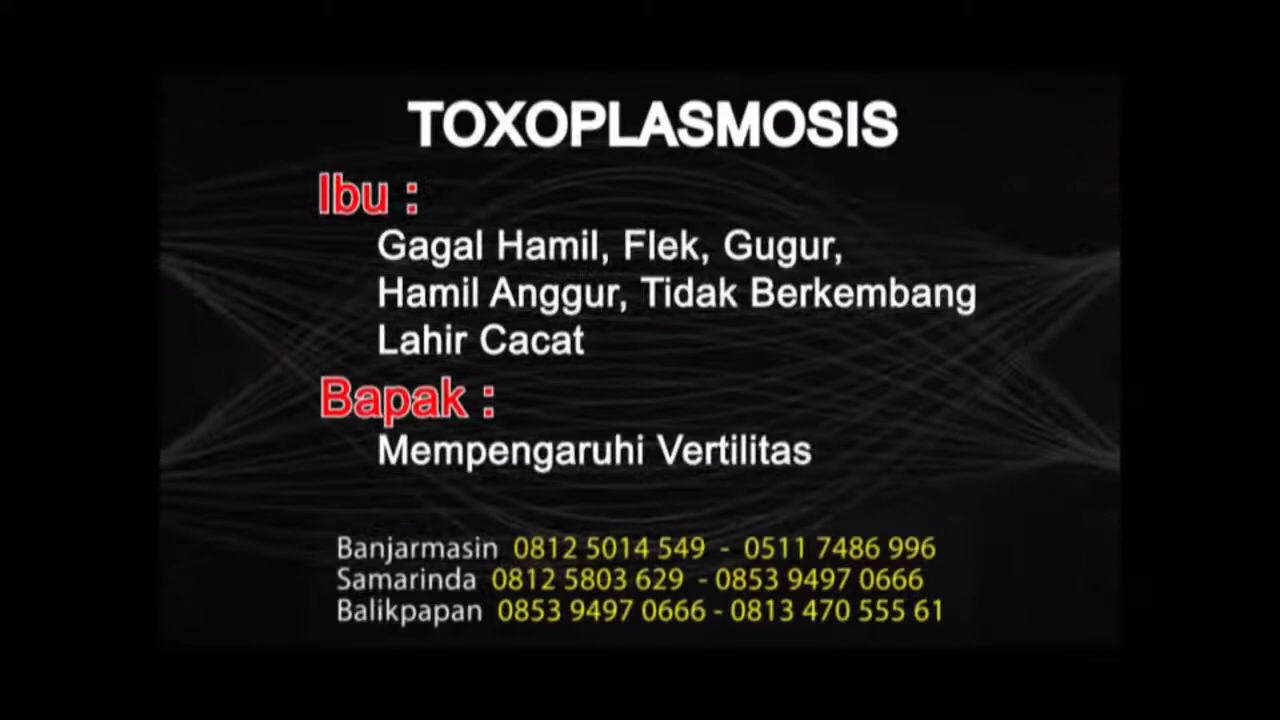 TOXOPLASMOSIS
Ibu :
Gagal Hamil, Flek, Gugur,
Hamil Anggur, Tidak Berkembang
Lahir Cacat
Bapak :
Mempengaruhi Vertilitas
Banjarmasin 0812 5014 549 - 0511 7486 996
Samarinda 0812 5803 629 - 0853 9497 0666
Balikpapan 0853 9497 0666 - 0813 470 555 61